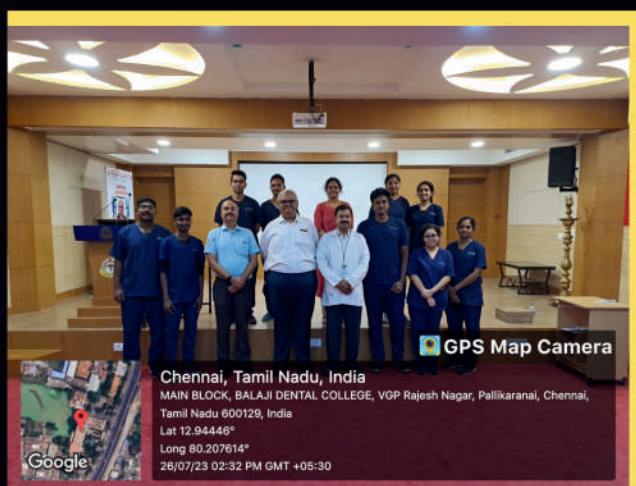 GPS Map Camera
Chennai, Tamil Nadu, India
MAIN BLOCK, BALAJI DENTAL COLLEGE, VGP Rajesh Nagar, Pallikaranai, Chennai,
Tamil Nadu 600129, India
Lat 12.94446°
Long 80.207614°
26/07/23 02:32 PM GMT +05:30
Google